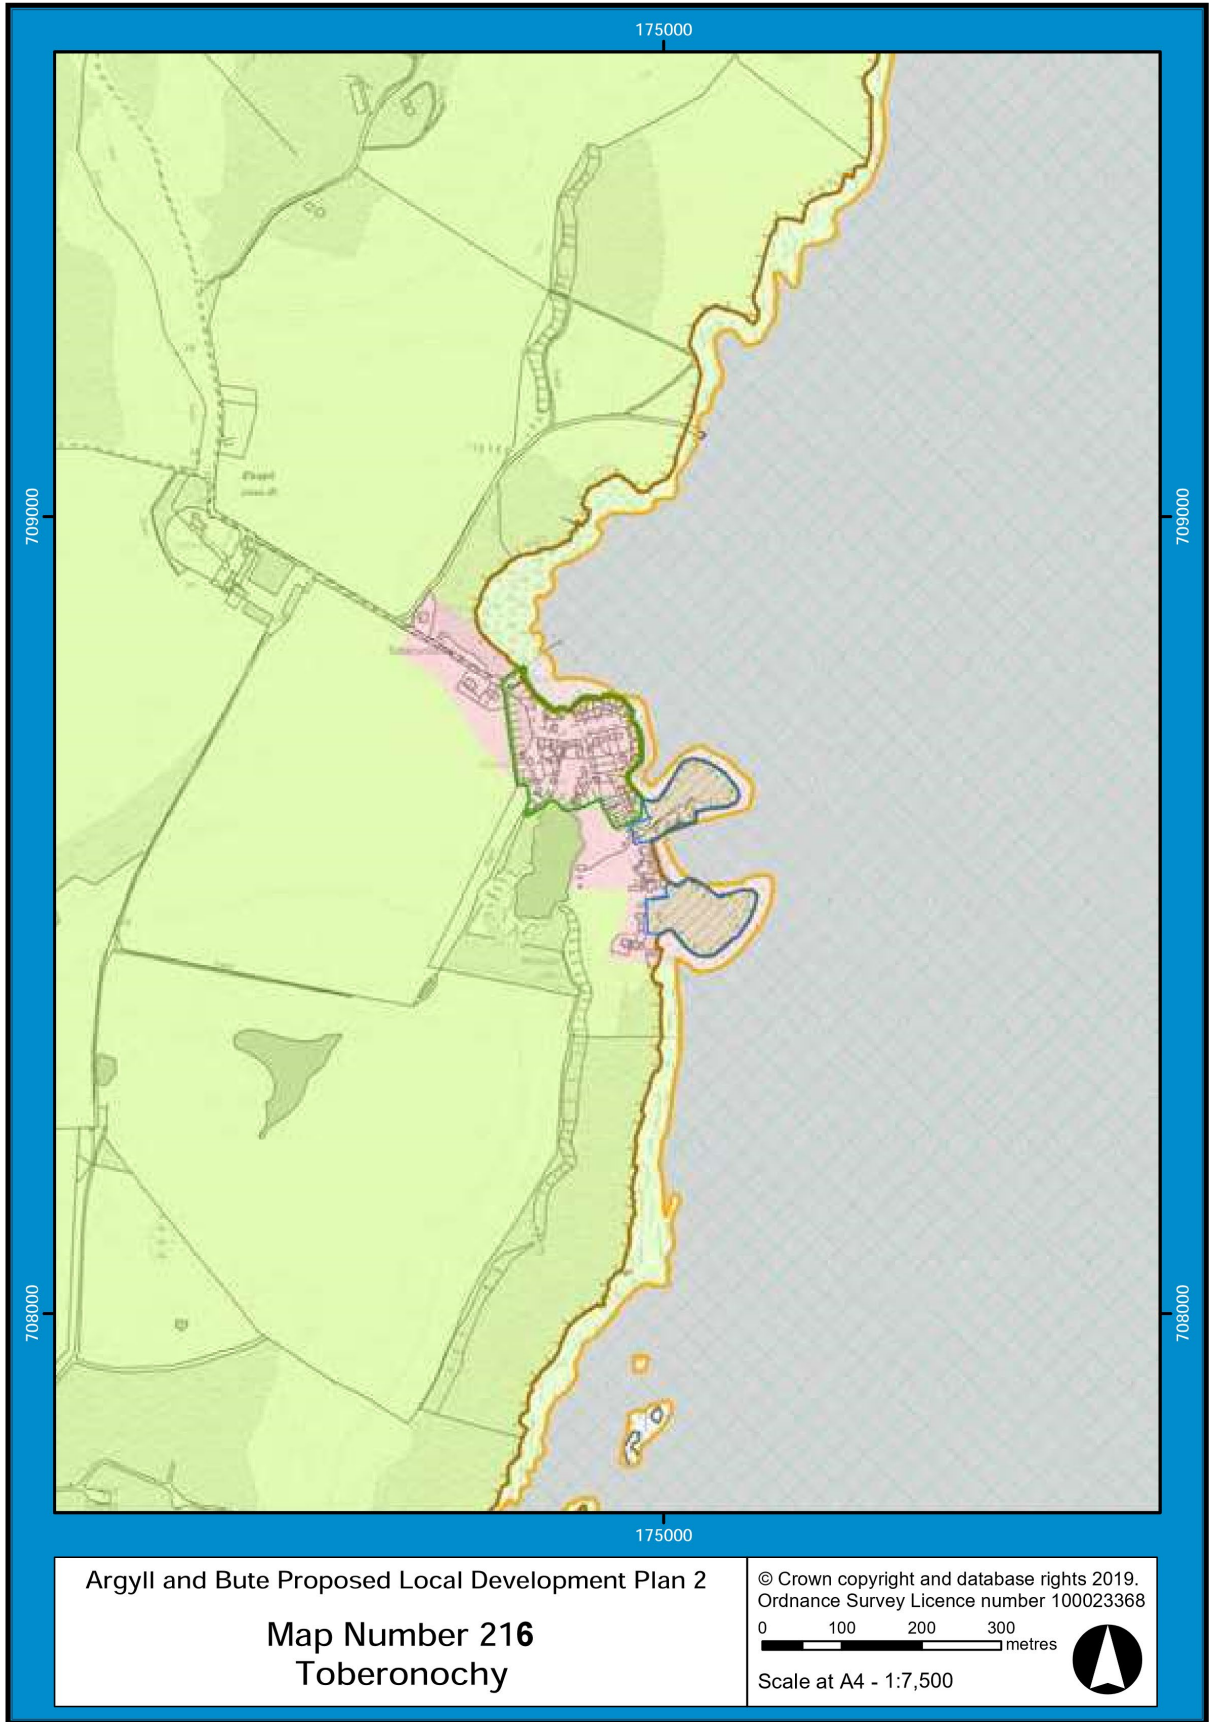 175000
709000
709000
708000
708000
175000
Argyll and Bute Proposed Local Development Plan 2
Map Number 216
Toberonochy
© Crown copyright and database rights 2019.
Ordnance Survey Licence number 100023368
0 100 200 300
metres
Scale at A4 - 1:7,500